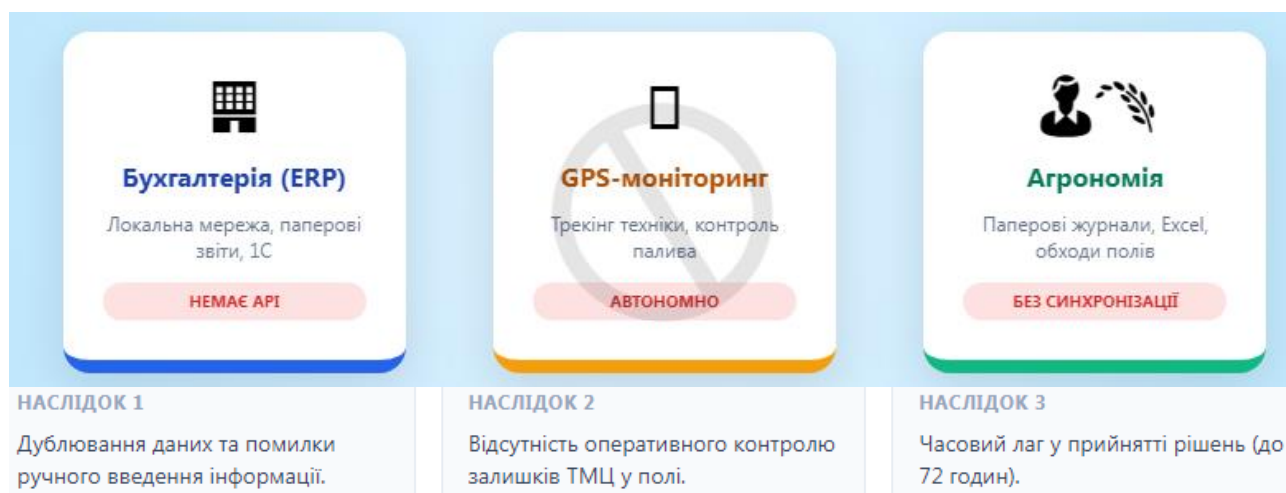 Бухгалтерія (ERP)
Локальна мережа, паперові
звіти, 1С
НЕМАЄ API
GPS-моніторинг
Трекінг техніки, контроль
палива
АВТОНОМНО
Агрономія
Паперові журнали, Excel,
обходи полів
БЕЗ СИНХРОНІЗАЦІЇ
НАСЛІДОК 1
Дублювання даних та помилки
ручного введення інформації.
НАСЛІДОК 2
Відсутність оперативного контролю
залишків ТМЦ у полі.
НАСЛІДОК 3
Часовий лаг у прийнятті рішень (до
72 годин).